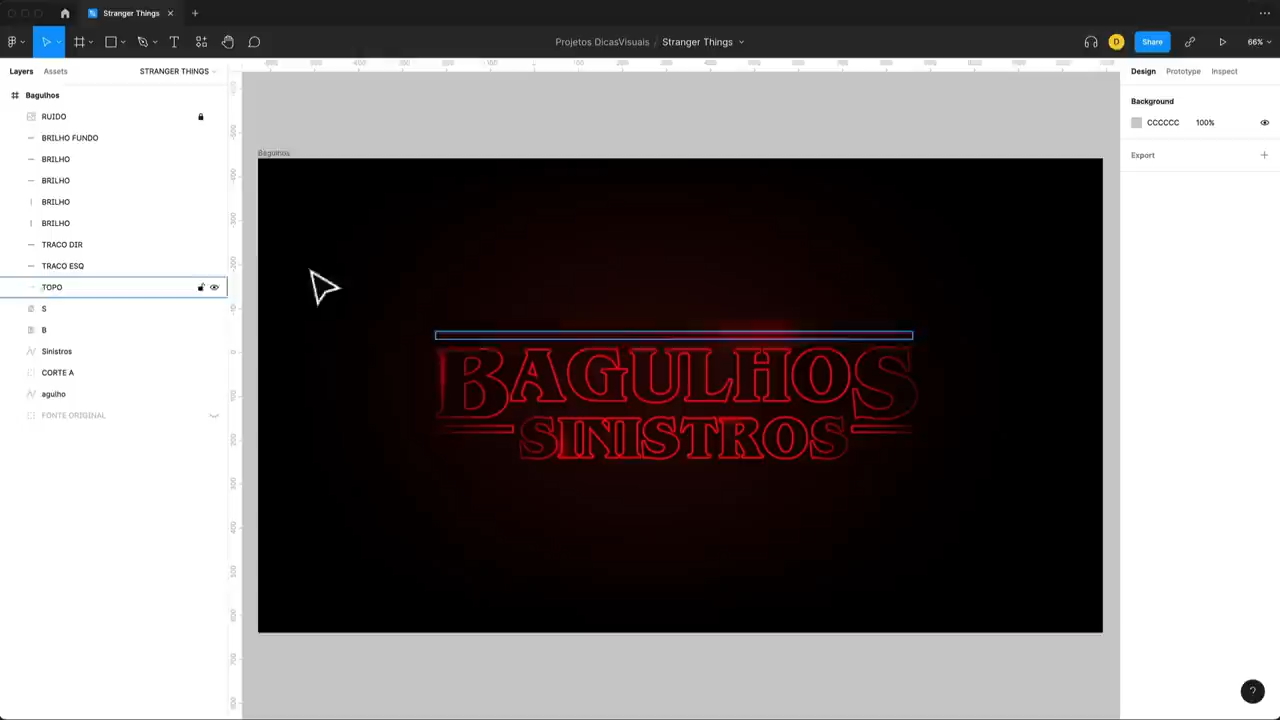 Stranger Things
Projetos DicasVisuais / Stranger Things
D
Share
66%
Layers
Assets
STRANGER THINGS
Design
Prototype
Inspect
Bagulhos
Background
CCCCCC
100%
Export
RUIDO
BRILHO FUNDO
BRILHO
BRILHO
BRILHO
BRILHO
TRACO DIR
TRACO ESQ
TOPO
S
B
Sinistros
CORTE A
agulho
FONTE ORIGINAL
Bagulhos
BAGULHOS
SINISTROS
?